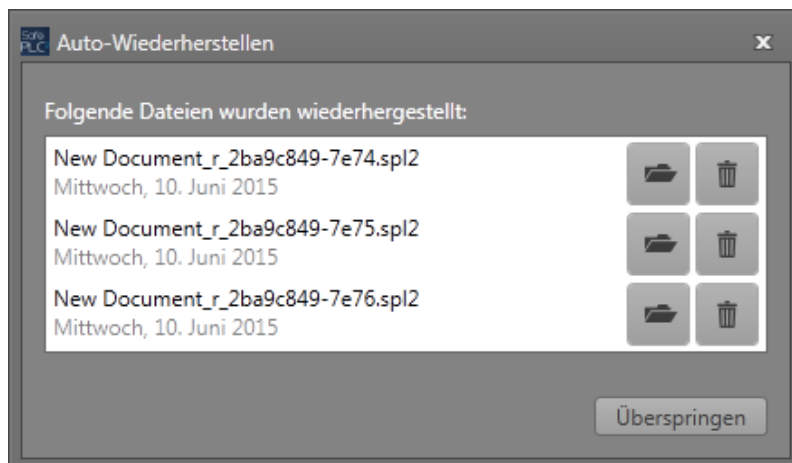 Safe
PLC
Auto-Wiederherstellen
Folgende Dateien wurden wiederhergestellt:
New Document_r_2ba9c849-7e74.spl2
Mittwoch, 10. Juni 2015
New Document_r_2ba9c849-7e75.spl2
Mittwoch, 10. Juni 2015
New Document_r_2ba9c849-7e76.spl2
Mittwoch, 10. Juni 2015
Überspringen